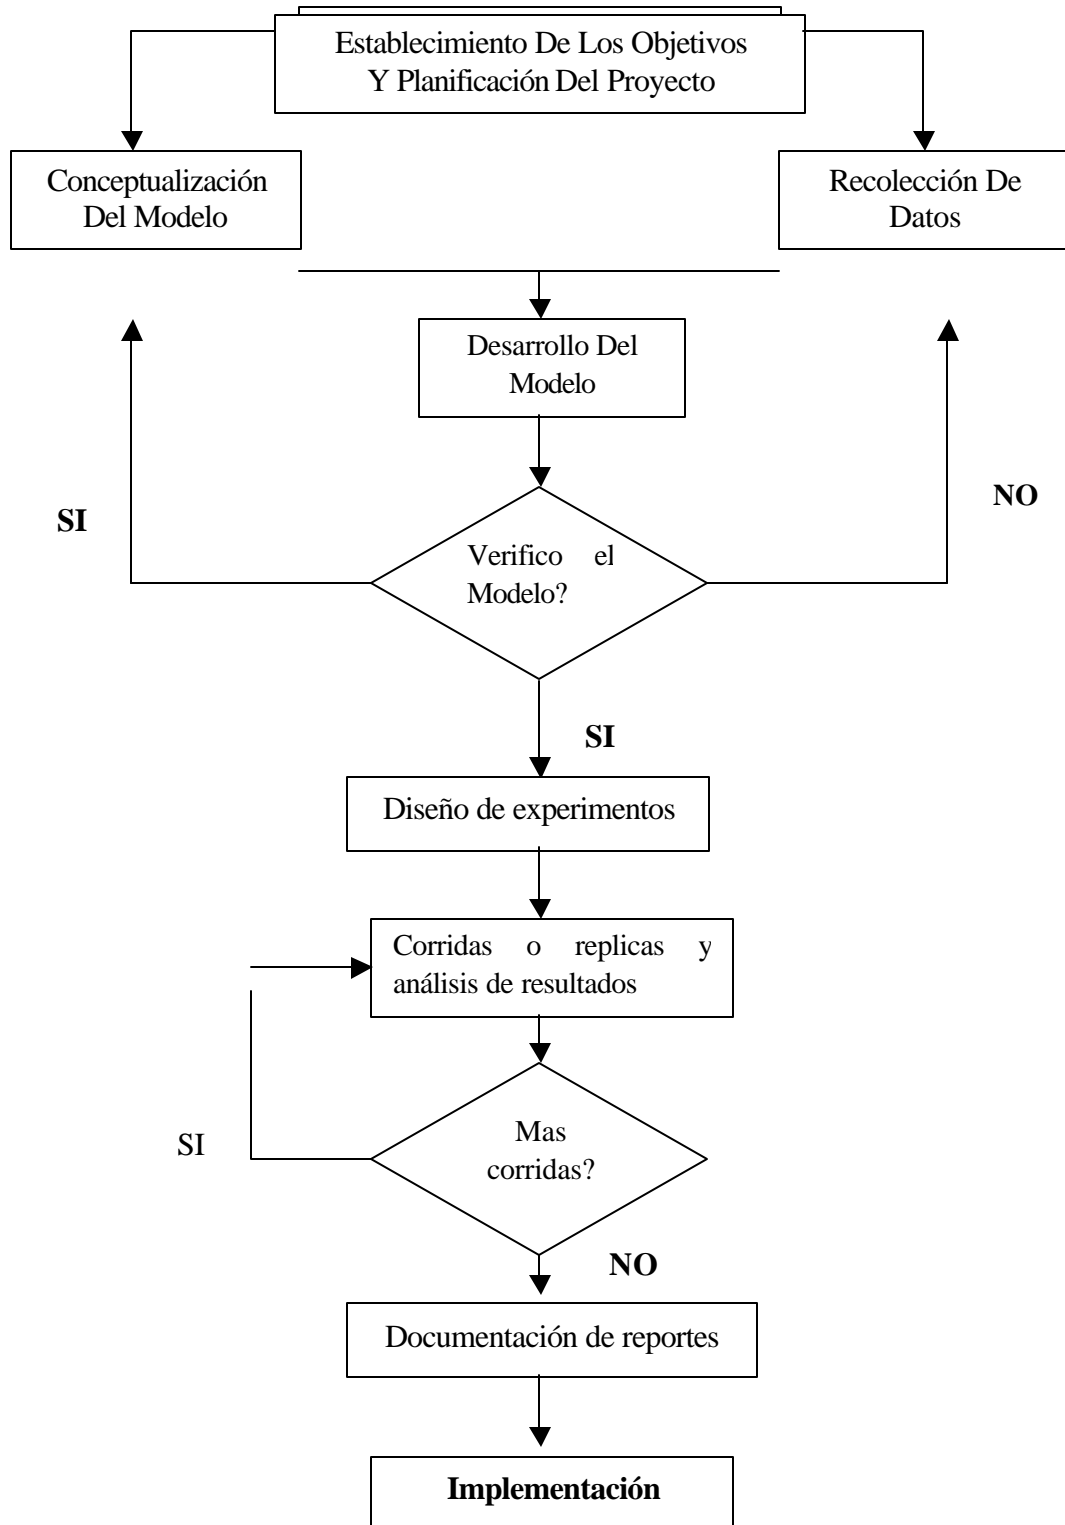 Establecimiento De Los Objetivos
Y Planificación Del Proyecto
Conceptualización
Del Modelo
Recolección De
Datos
Desarrollo Del
Modelo
SI
NO
Verifico el
Modelo?
SI
Diseño de experimentos
Corridas o replicas y
análisis de resultados
SI
Mas
corridas?
NO
Documentación de reportes
Implementación